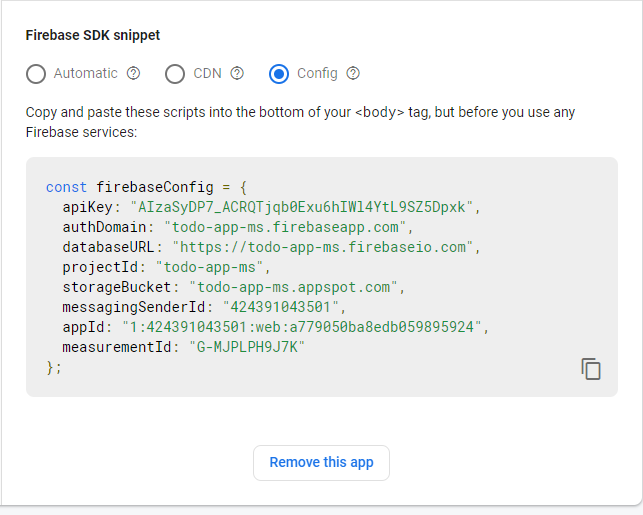 Firebase SDK snippet
Automatic CDN Config
Copy and paste these scripts into the bottom of your <body> tag, but before you use any
Firebase services:
const firebaseConfig = {
apiKey: "AIzaSyDP7_ACRQTjqb0Exu6hIWl4YtL9SZ5Dpxk",
authDomain: "todo-app-ms.firebaseapp.com",
databaseURL: "https://todo-app-ms.firebaseio.com",
projectId: "todo-app-ms",
storageBucket: "todo-app-ms.appspot.com",
messagingSenderId: "424391043501",
appId: "1:424391043501:web:a779050ba8edb059895924",
measurementId: "G-MJPLPH9J7K"
};
Remove this app